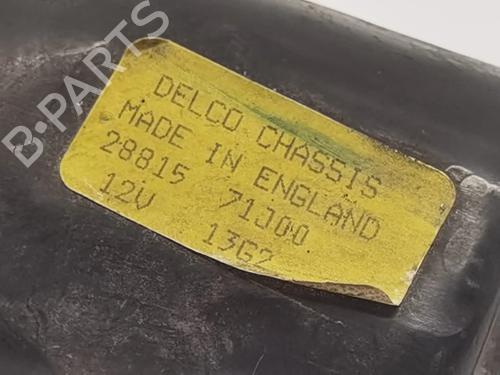 B-PARTS
DELCO CHASSIS
MADE IN ENGLAND
28815 71J00
12V 13G2